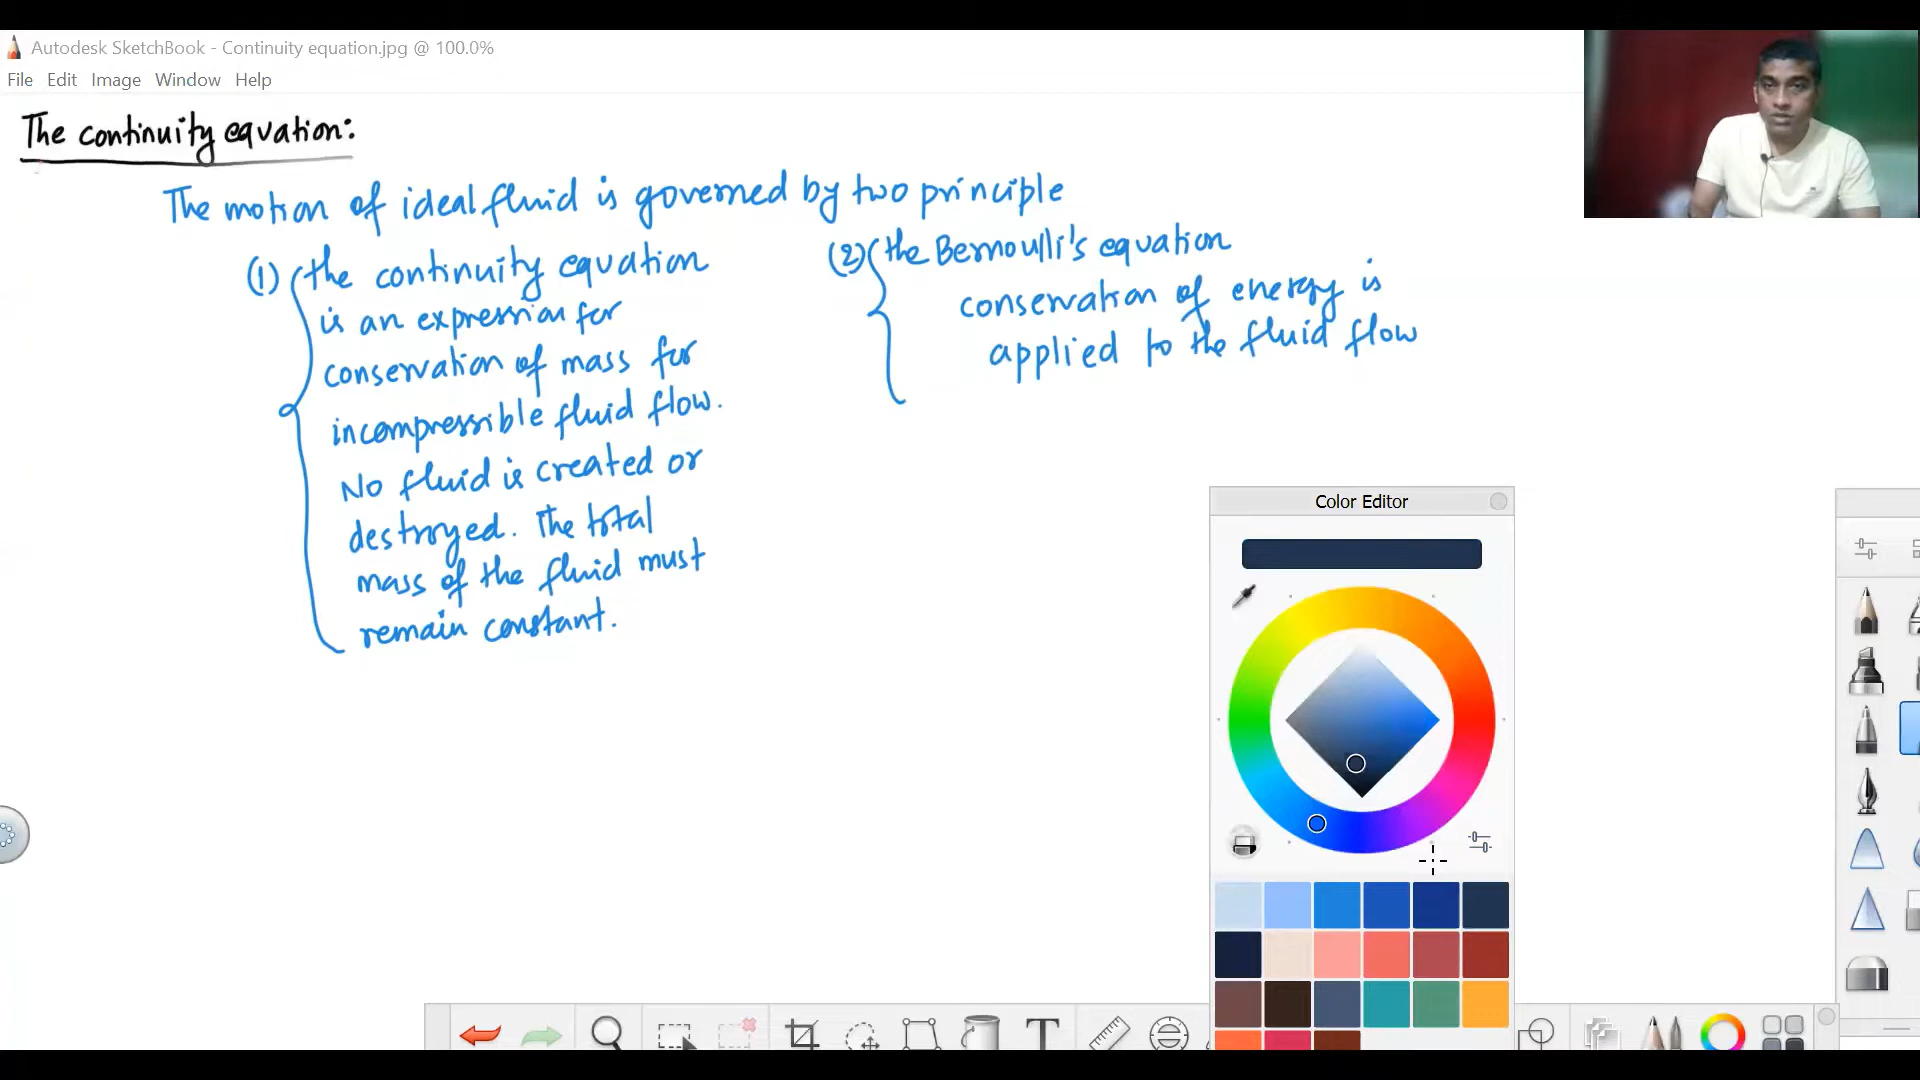 Autodesk SketchBook - Continuity equation.jpg @ 100.0%
File Edit Image Window Help
The continuity equation:
The motion of ideal fluid is governed by two principle
(1) the continuity equation
is an expression for
conservation of mass for
incompressible fluid flow.
No fluid is created or
destroyed. The total
mass of the fluid must
remain constant.
(2) the Bernoulli's equation
conservation of energy is
applied to the fluid flow
Color Editor